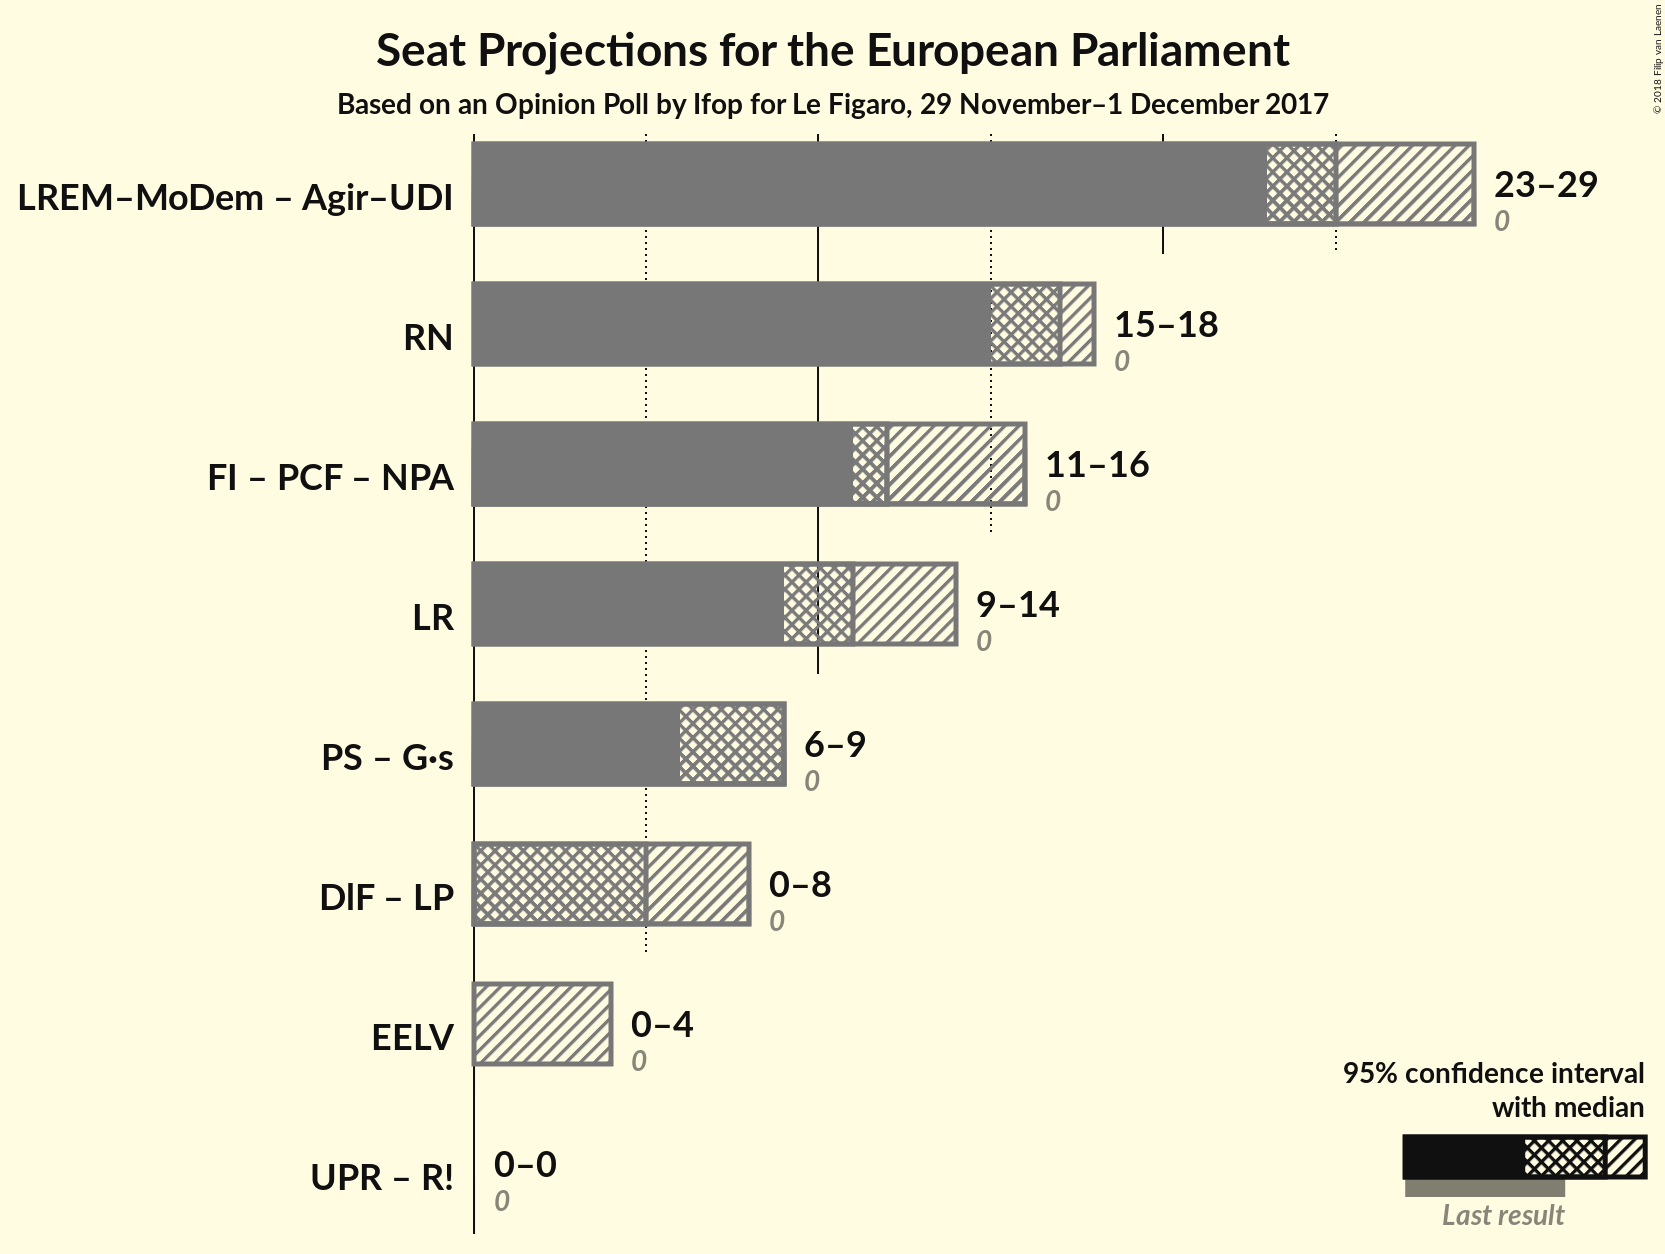 Seat Projections for the European Parliament
Based on an Opinion Poll by Ifop for Le Figaro, 29 November–1 December 2017
© 2018 Filip van Laenen
LREM–MoDem – Agir–UDI
23–29
0
RN
15–18
0
FI – PCF – NPA
11–16
0
LR
9–14
0
PS – G·s
6–9
0
DlF – LP
0–8
0
EELV
0–4
0
UPR – R!
0–0
0
95% confidence interval
with median
Last result